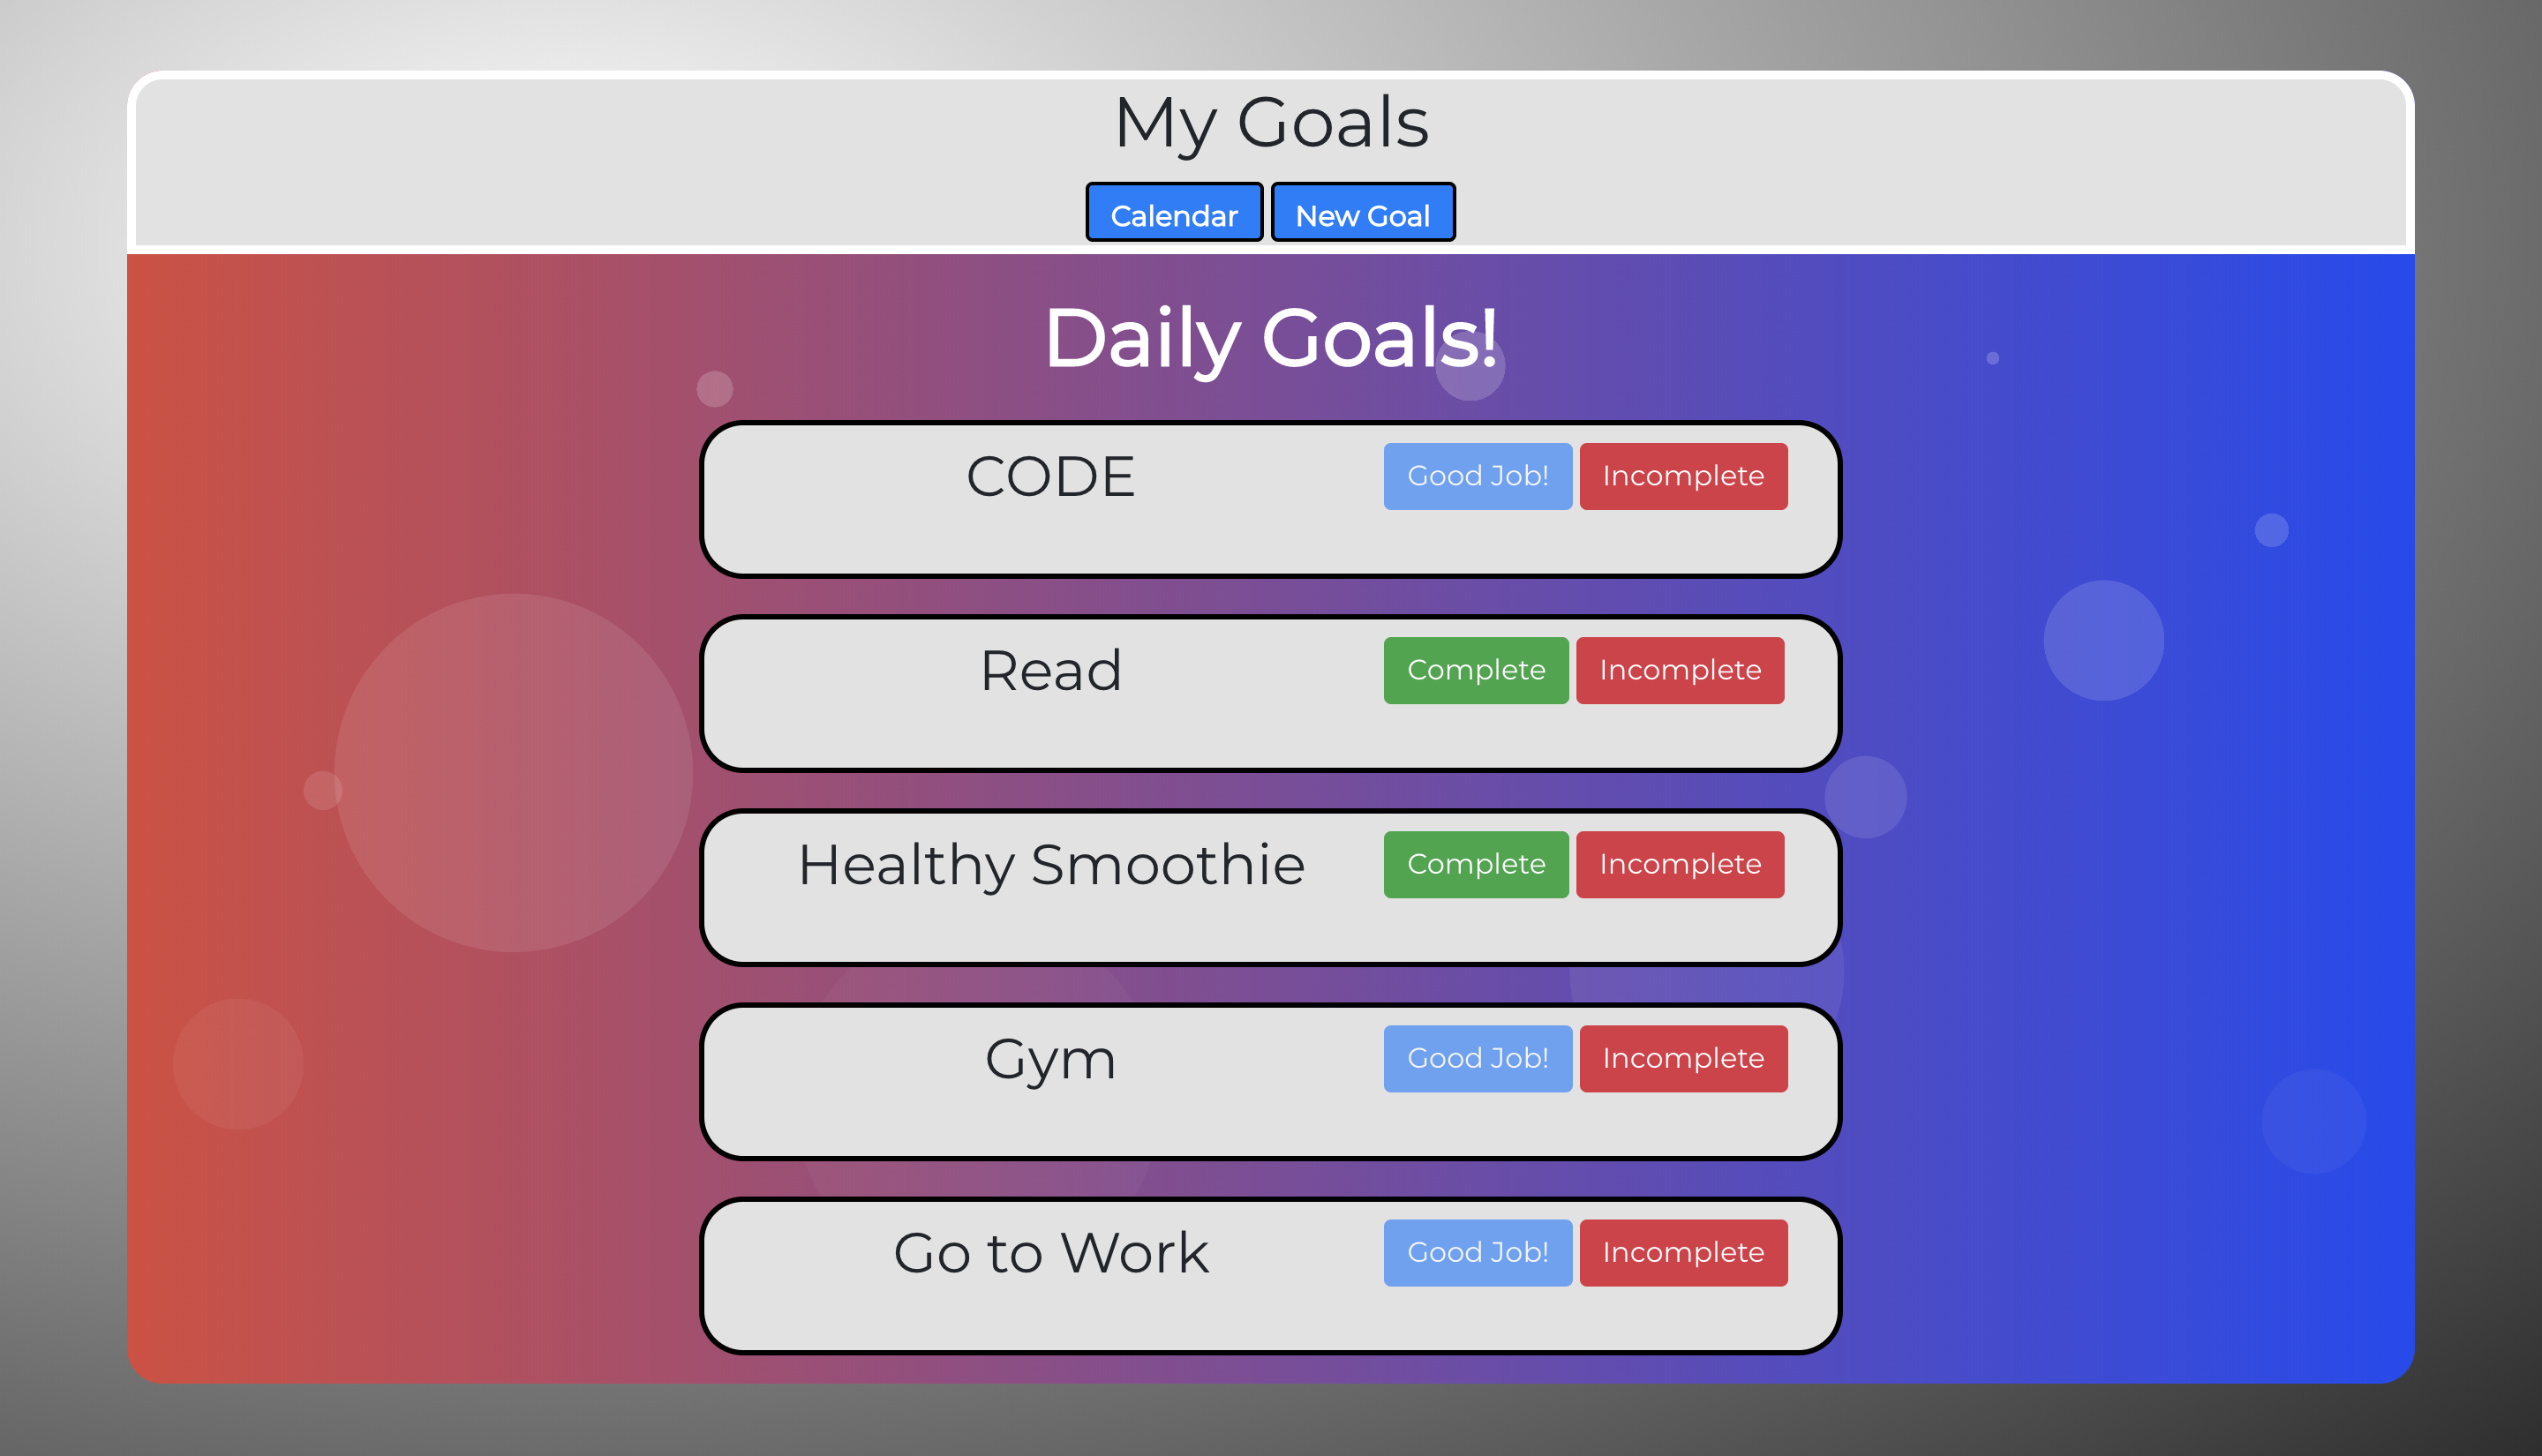 My Goals
Calendar New Goal
Daily Goals!
CODE Good Job! Incomplete
Read Complete Incomplete
Healthy Smoothie Complete Incomplete
Gym Good Job! Incomplete
Go to Work Good Job! Incomplete